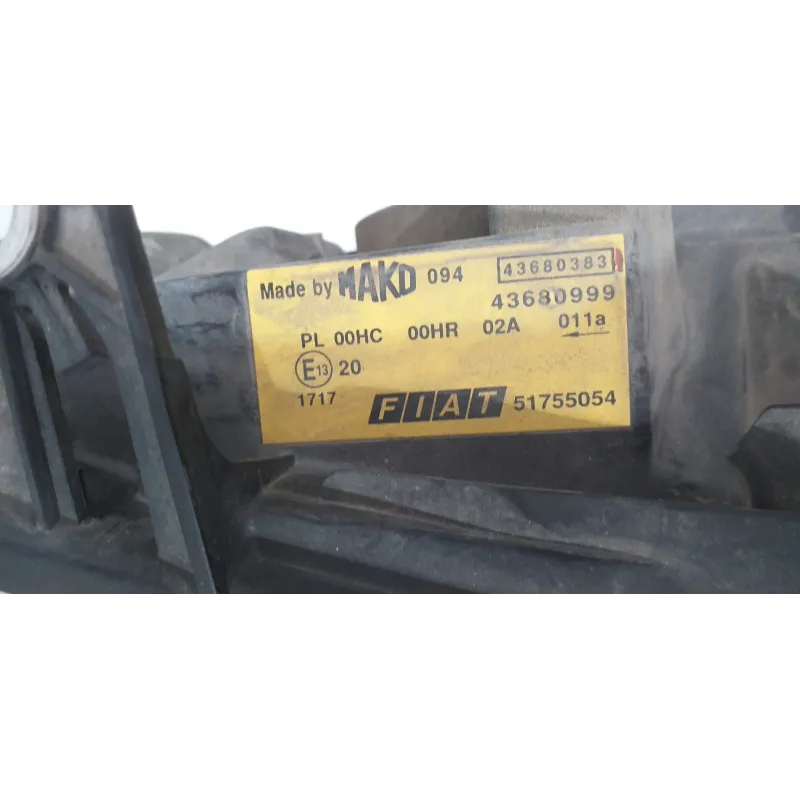 Made by MAKO 094 43680383
43680999
PL 00HC 00HR 02A 011a
E13 20
1717 FIAT 51755054